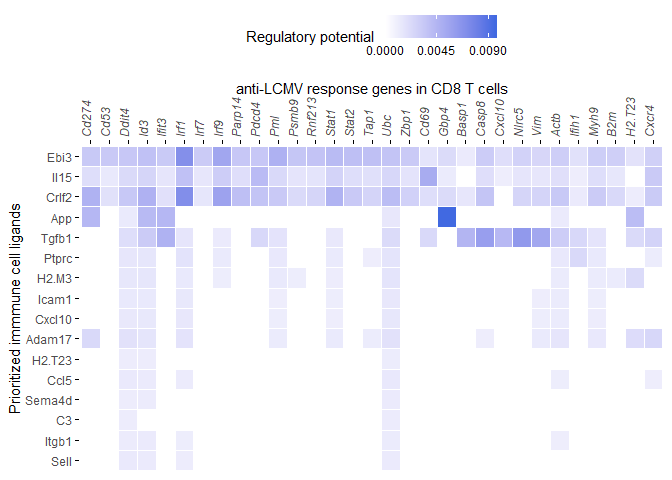 Regulatory potential
0.0000 0.0045 0.0090
anti-LCMV response genes in CD8 T cells
Cd274 Cd53 Ddit4 Id3 Ifit3 Irf1 Irf7 Irf9 Parp14 Pdcd4 Pml Psmb9 Rnf213 Stat1 Stat2 Tap1 Ubc Zbp1 Cd69 Gbp4 Basp1 Casp8 Cxcl10 Nlrc5 Vim Actb Ifih1 Myh9 B2m H2.T23 Cxcr4
Prioritized immmune cell ligands
Ebi3
Il15
Crlf2
App
Tgfb1
Ptprc
H2.M3
Icam1
Cxcl10
Adam17
H2.T23
Ccl5
Sema4d
C3
Itgb1
Sell